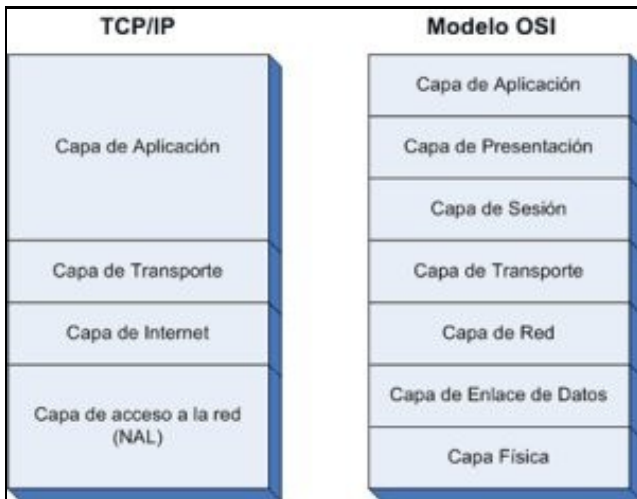 TCP/IP
Capa de Aplicación
Capa de Transporte
Capa de Internet
Capa de acceso a la red
(NAL)
Modelo OSI
Capa de Aplicación
Capa de Presentación
Capa de Sesión
Capa de Transporte
Capa de Red
Capa de Enlace de Datos
Capa Física